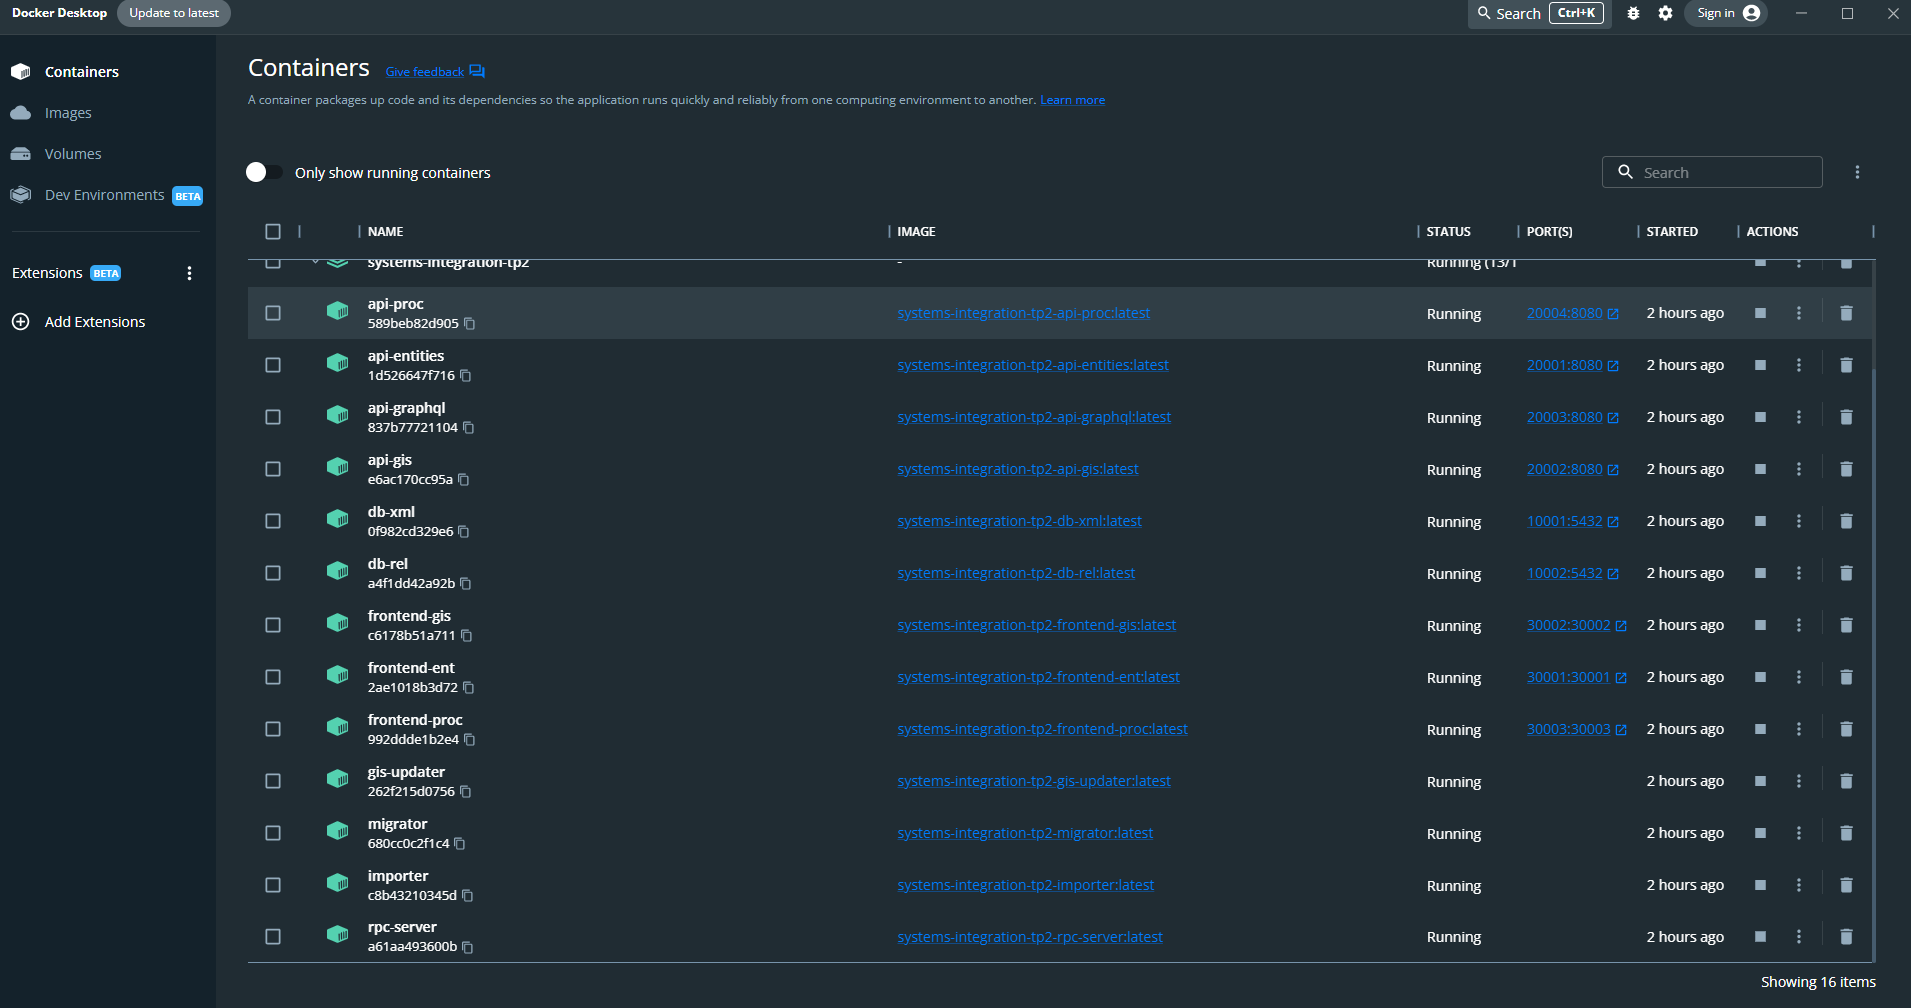 Docker Desktop Update to latest Search Ctrl+K Sign in
Containers
Images
Volumes
Dev Environments BETA
Extensions BETA
Add Extensions
Containers Give feedback
A container packages up code and its dependencies so the application runs quickly and reliably from one computing environment to another. Learn more
Only show running containers Search
NAME IMAGE STATUS PORT(S) STARTED ACTIONS
systems-integration-tp2 - Running (13/1
api-proc
589beb82d905 systems-integration-tp2-api-proc:latest Running 20004:8080 2 hours ago
api-entities
1d526647f716 systems-integration-tp2-api-entities:latest Running 20001:8080 2 hours ago
api-graphql
837b77721104 systems-integration-tp2-api-graphql:latest Running 20003:8080 2 hours ago
api-gis
e6ac170cc95a systems-integration-tp2-api-gis:latest Running 20002:8080 2 hours ago
db-xml
0f982cd329e6 systems-integration-tp2-db-xml:latest Running 10001:5432 2 hours ago
db-rel
a4f1dd42a92b systems-integration-tp2-db-rel:latest Running 10002:5432 2 hours ago
frontend-gis
c6178b51a711 systems-integration-tp2-frontend-gis:latest Running 30002:30002 2 hours ago
frontend-ent
2ae1018b3d72 systems-integration-tp2-frontend-ent:latest Running 30001:30001 2 hours ago
frontend-proc
992ddde1b2e4 systems-integration-tp2-frontend-proc:latest Running 30003:30003 2 hours ago
gis-updater
262f215d0756 systems-integration-tp2-gis-updater:latest Running 2 hours ago
migrator
680cc0c2f1c4 systems-integration-tp2-migrator:latest Running 2 hours ago
importer
c8b43210345d systems-integration-tp2-importer:latest Running 2 hours ago
rpc-server
a61aa493600b systems-integration-tp2-rpc-server:latest Running 2 hours ago
Showing 16 items